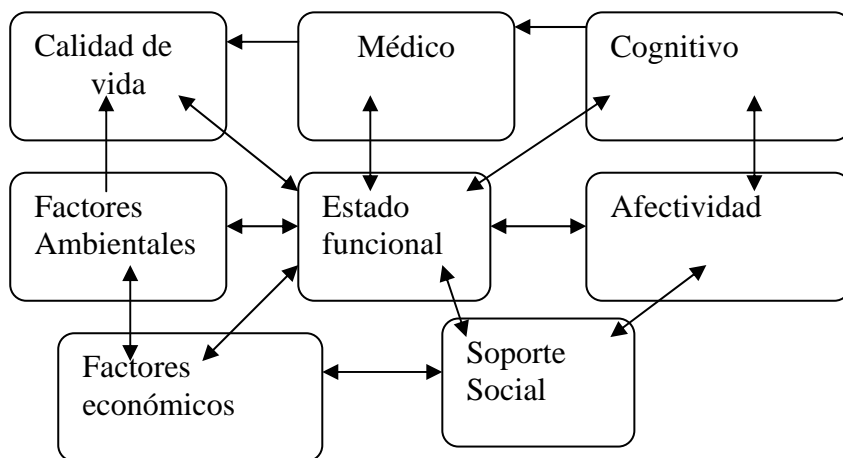 Calidad de
vida
Médico
Cognitivo
Factores
Ambientales
Estado
funcional
Afectividad
Factores
económicos
Soporte
Social